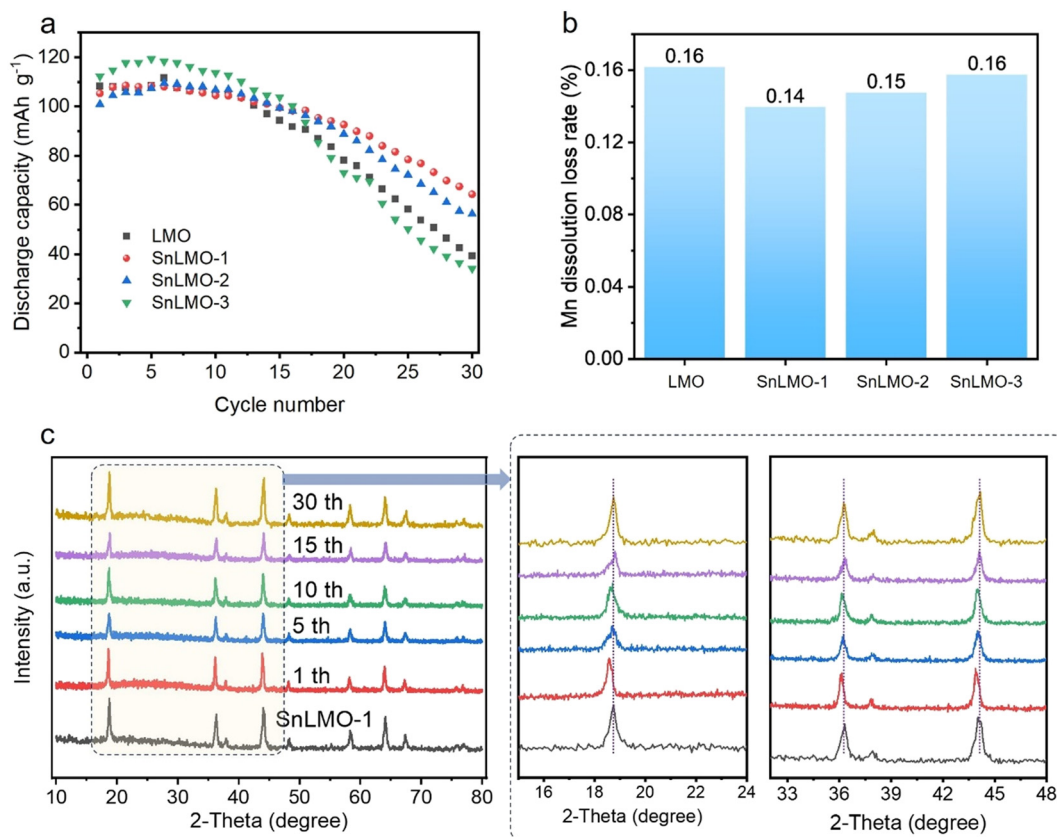 a
Discharge capacity (mAh g⁻¹)
120
100
80
60
40
20
0
LMO
SnLMO-1
SnLMO-2
SnLMO-3
0 5 10 15 20 25 30
Cycle number
b
Mn dissolution loss rate (%)
0.16
0.12
0.08
0.04
0.00
0.16 0.14 0.15 0.16
LMO SnLMO-1 SnLMO-2 SnLMO-3
c
Intensity (a.u.)
30 th
15 th
10 th
5 th
1 th
SnLMO-1
10 20 30 40 50 60 70 80
2-Theta (degree)
16 18 20 22 24
2-Theta (degree)
32 36 40 44 48
2-Theta (degree)